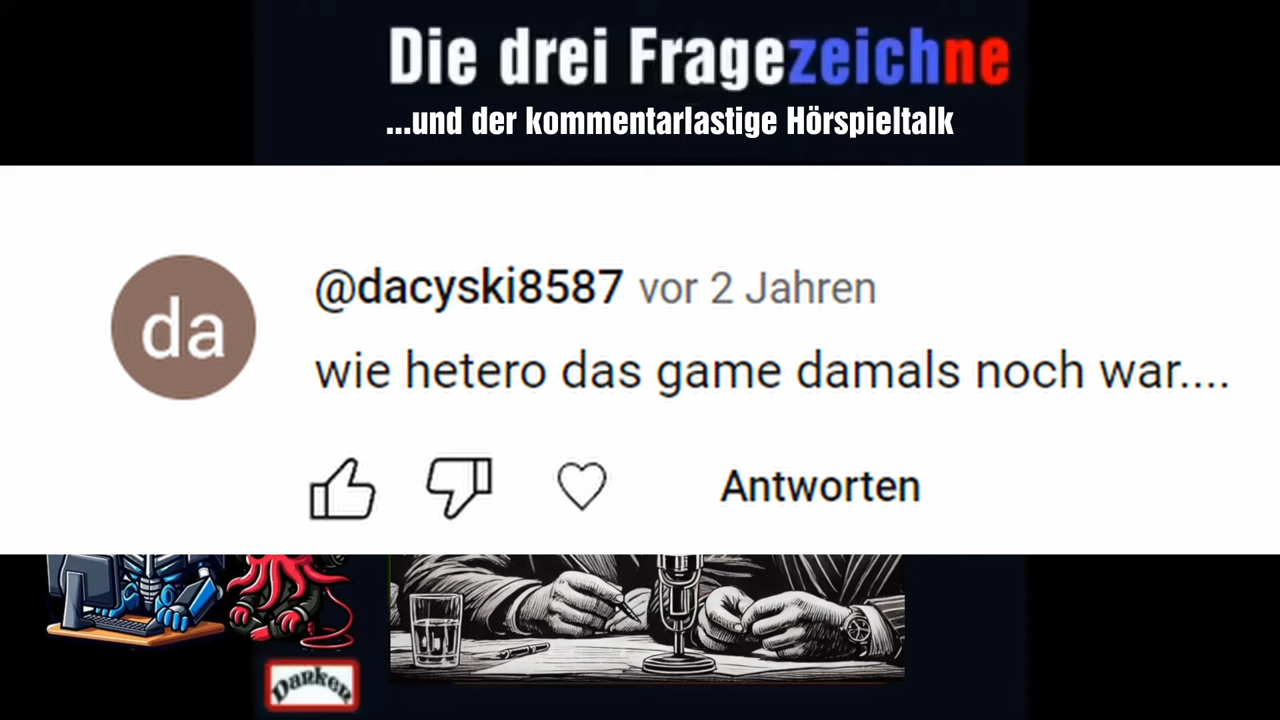 Die drei Fragezeichne
...und der kommentarlastige Hörspieltalk
da
@dacyski8587 vor 2 Jahren
wie hetero das game damals noch war....
Antworten
Danken